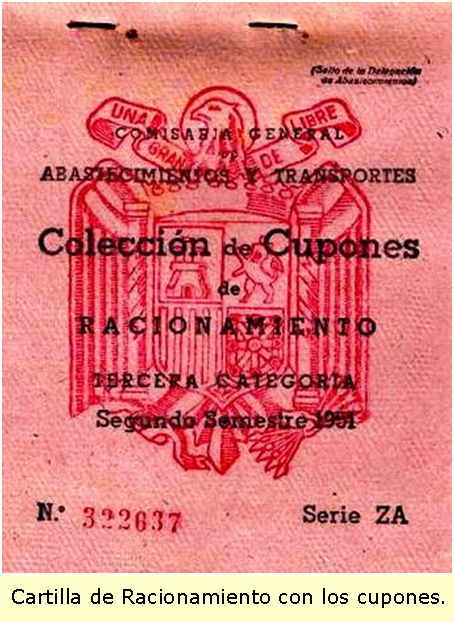 (Sello de la Delegación
de Abastecimientos)
UNA GRANDE LIBRE
COMISARIA GENERAL
DE
ABASTECIMIENTOS Y TRANSPORTES
Colección de Cupones
de
RACIONAMIENTO
TERCERA CATEGORIA
Segundo Semestre 1951
N.º 322637
Serie ZA
Cartilla de Racionamiento con los cupones.